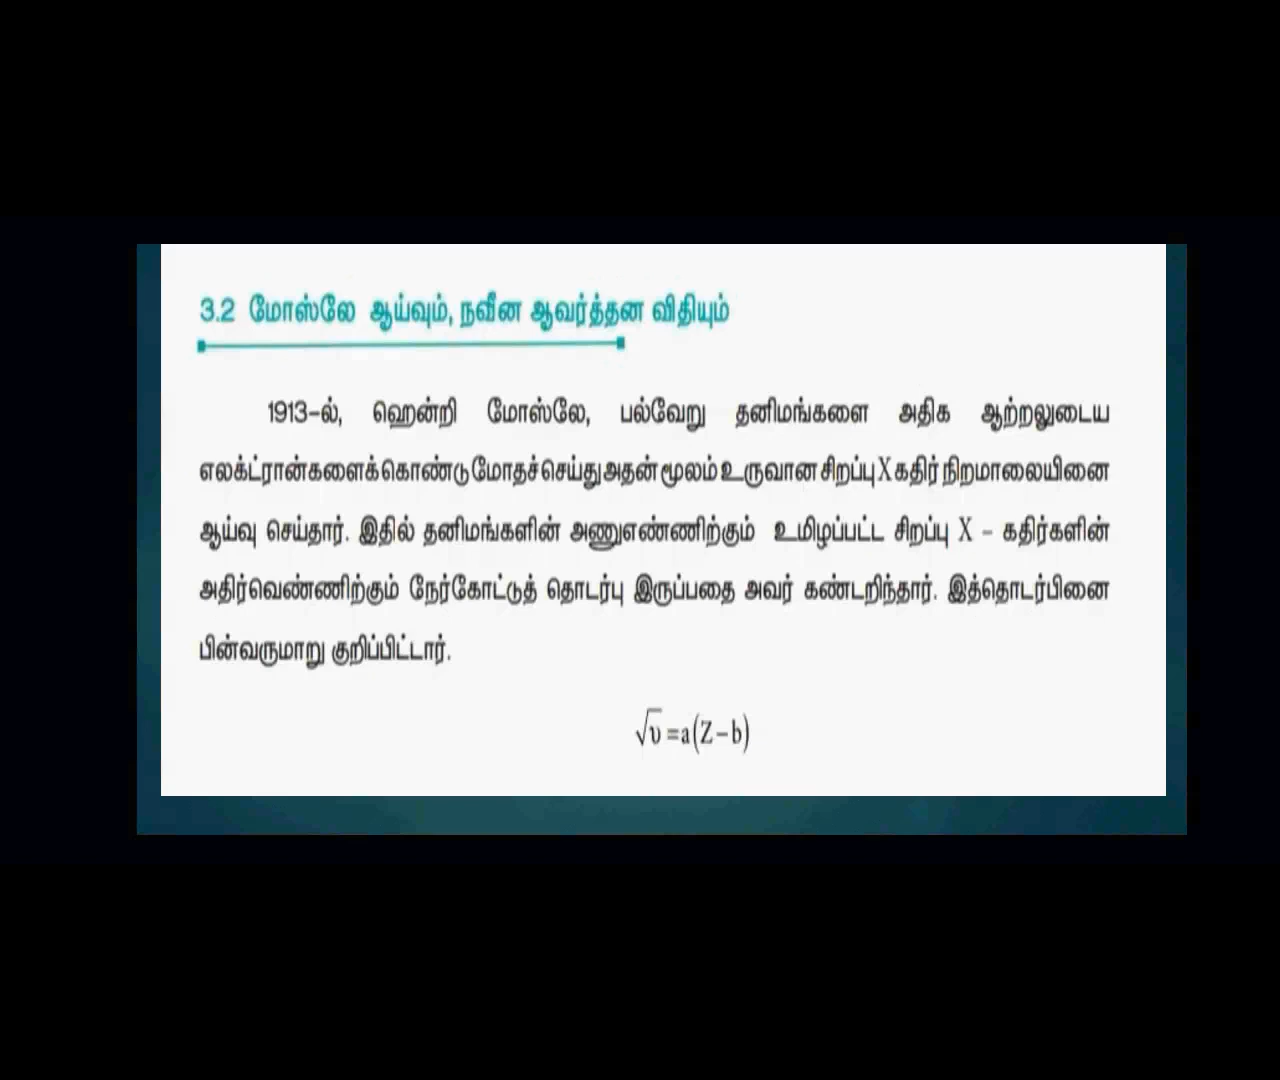 3.2 மோஸ்லே ஆய்வும், நவீன ஆவர்த்தன விதியும்
1913-ல், ஹென்றி மோஸ்லே, பல்வேறு தனிமங்களை அதிக ஆற்றலுடைய
எலக்ட்ரான்களைக்கொண்டு மோதச்செய்து அதன் மூலம் உருவான சிறப்பு X கதிர் நிறமாலையினை
ஆய்வு செய்தார். இதில் தனிமங்களின் அணுஎண்ணிற்கும் உமிழப்பட்ட சிறப்பு X – கதிர்களின்
அதிர்வெண்ணிற்கும் நேர்கோட்டுத் தொடர்பு இருப்பதை அவர் கண்டறிந்தார். இத்தொடர்பினை
பின்வருமாறு குறிப்பிட்டார்.
√υ =a(Z−b)